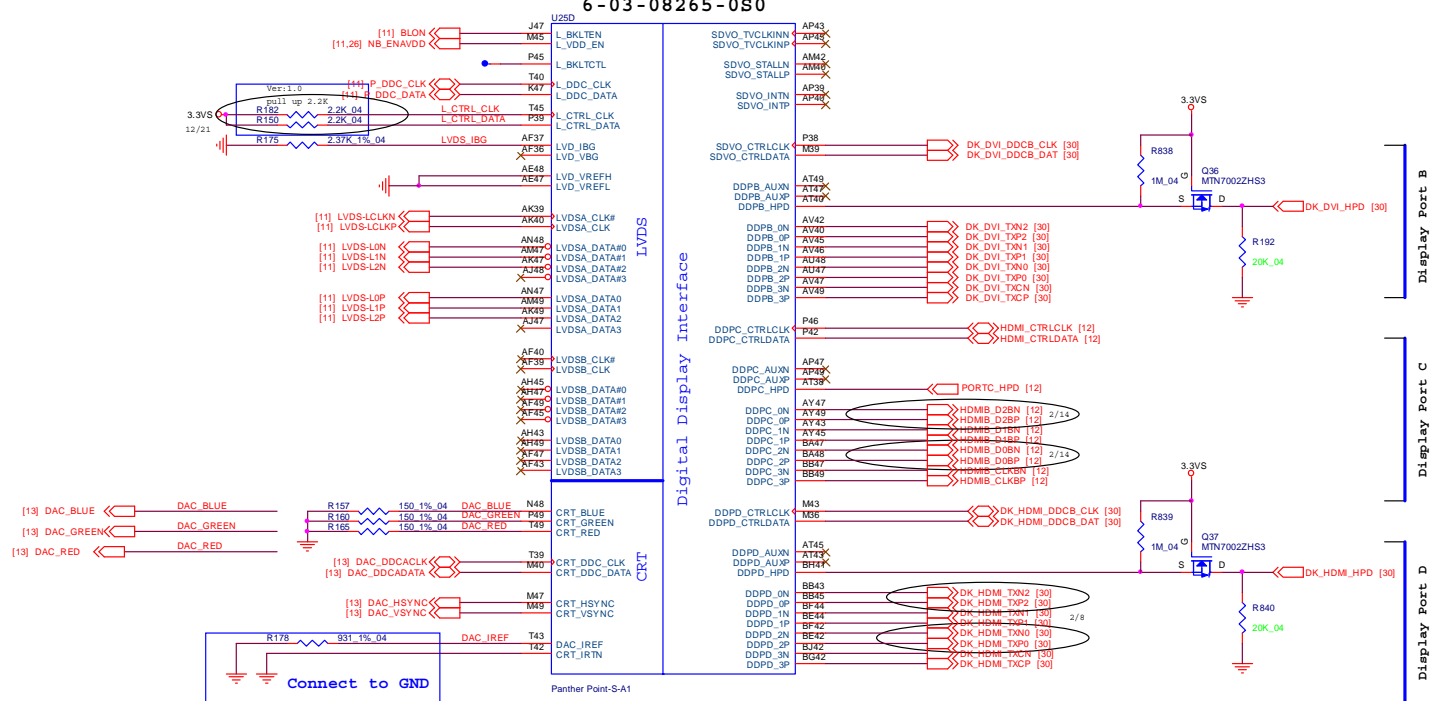 6-03-08265-0S0
U25D
[11] BLON J47 L_BKLTEN
[11,26] NB_ENAVDD M45 L_VDD_EN
P45 L_BKLTCTL
[11] P_DDC_CLK T40 L_DDC_CLK
[11] P_DDC_DATA K47 L_DDC_DATA
Ver:1.0
pull up 2.2K
3.3VS
12/21
R182 2.2K_04 L_CTRL_CLK T45 L_CTRL_CLK
R150 2.2K_04 L_CTRL_DATA P39 L_CTRL_DATA
R175 2.37K_1%_04 LVDS_IBG AF37 LVD_IBG
AF36 LVD_VBG
AE48 LVD_VREFH
AE47 LVD_VREFL
[11] LVDS-LCLKN AK39 LVDSA_CLK#
[11] LVDS-LCLKP AK40 LVDSA_CLK
[11] LVDS-L0N AN48 LVDSA_DATA#0
[11] LVDS-L1N AM47 LVDSA_DATA#1
[11] LVDS-L2N AK47 LVDSA_DATA#2
AJ48 LVDSA_DATA#3
[11] LVDS-L0P AN47 LVDSA_DATA0
[11] LVDS-L1P AM49 LVDSA_DATA1
[11] LVDS-L2P AK49 LVDSA_DATA2
AJ47 LVDSA_DATA3
AF40 LVDSB_CLK#
AF39 LVDSB_CLK
AH45 LVDSB_DATA#0
AH47 LVDSB_DATA#1
AF49 LVDSB_DATA#2
AF45 LVDSB_DATA#3
AH43 LVDSB_DATA0
AH49 LVDSB_DATA1
AF47 LVDSB_DATA2
AF43 LVDSB_DATA3
LVDS
[13] DAC_BLUE DAC_BLUE
[13] DAC_GREEN DAC_GREEN
[13] DAC_RED DAC_RED
R157 150_1%_04 DAC_BLUE N48 CRT_BLUE
R160 150_1%_04 DAC_GREEN P49 CRT_GREEN
R165 150_1%_04 DAC_RED T49 CRT_RED
[13] DAC_DDCACLK T39 CRT_DDC_CLK
[13] DAC_DDCADATA M40 CRT_DDC_DATA
[13] DAC_HSYNC M47 CRT_HSYNC
[13] DAC_VSYNC M49 CRT_VSYNC
R178 931_1%_04 DAC_IREF T43 DAC_IREF
T42 CRT_IRTN
CRT
Connect to GND
Panther Point-S-A1
Digital Display Interface
SDVO_TVCLKINN AP43
SDVO_TVCLKINP AP45
SDVO_STALLN AM42
SDVO_STALLP AM40
SDVO_INTN AP39
SDVO_INTP AP40
SDVO_CTRLCLK P38 DK_DVI_DDCB_CLK [30]
SDVO_CTRLDATA M39 DK_DVI_DDCB_DAT [30]
DDPB_AUXN AT49
DDPB_AUXP AT47
DDPB_HPD AT40
DDPB_0N AV42 DK_DVI_TXN2 [30]
DDPB_0P AV40 DK_DVI_TXP2 [30]
DDPB_1N AV45 DK_DVI_TXN1 [30]
DDPB_1P AV46 DK_DVI_TXP1 [30]
DDPB_2N AU48 DK_DVI_TXN0 [30]
DDPB_2P AU47 DK_DVI_TXP0 [30]
DDPB_3N AV47 DK_DVI_TXCN [30]
DDPB_3P AV49 DK_DVI_TXCP [30]
DDPC_CTRLCLK P46 HDMI_CTRLCLK [12]
DDPC_CTRLDATA P42 HDMI_CTRLDATA [12]
DDPC_AUXN AP47
DDPC_AUXP AP49
DDPC_HPD AT38 PORTC_HPD [12]
DDPC_0N AY47 HDMIB_D2BN [12]
DDPC_0P AY49 HDMIB_D2BP [12]
2/14
DDPC_1N AY43 HDMIB_D1BN [12]
DDPC_1P AY45 HDMIB_D1BP [12]
DDPC_2N BA47 HDMIB_D0BN [12]
DDPC_2P BA48 HDMIB_D0BP [12]
2/14
DDPC_3N BB47 HDMIB_CLKBN [12]
DDPC_3P BB49 HDMIB_CLKBP [12]
DDPD_CTRLCLK M43 DK_HDMI_DDCB_CLK [30]
DDPD_CTRLDATA M36 DK_HDMI_DDCB_DAT [30]
DDPD_AUXN AT45
DDPD_AUXP AT43
DDPD_HPD BH41
DDPD_0N BB43 DK_HDMI_TXN2 [30]
DDPD_0P BB45 DK_HDMI_TXP2 [30]
DDPD_1N BF44 DK_HDMI_TXN1 [30]
DDPD_1P BE44 DK_HDMI_TXP1 [30]
2/8
DDPD_2N BF42 DK_HDMI_TXN0 [30]
DDPD_2P BE42 DK_HDMI_TXP0 [30]
DDPD_3N BJ42 DK_HDMI_TXCN [30]
DDPD_3P BG42 DK_HDMI_TXCP [30]
3.3VS
R838
1M_04
Q36
MTN7002ZHS3
G
S D
DK_DVI_HPD [30]
R192
20K_04
Display Port B
Display Port C
3.3VS
R839
1M_04
Q37
MTN7002ZHS3
G
S D
DK_HDMI_HPD [30]
R840
20K_04
Display Port D